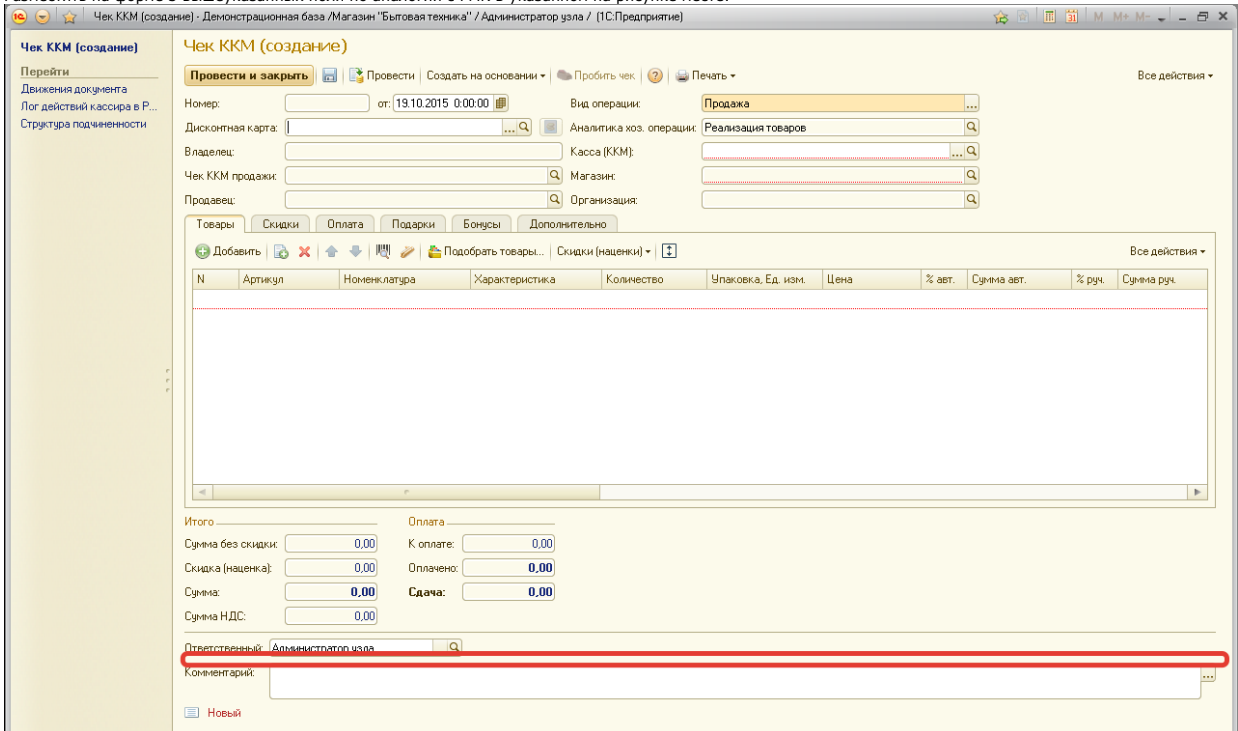 Чек ККМ (создание) - Демонстрационная база /Магазин "Бытовая техника" / Администратор узла / (1С:Предприятие)
M M+ M-
Чек ККМ (создание)
Перейти
Движения документа
Лог действий кассира в Р...
Структура подчиненности
Чек ККМ (создание)
Провести и закрыть Провести Создать на основании Пробить чек Печать Все действия
Номер: от: 19.10.2015 0:00:00 Вид операции: Продажа ...
Дисконтная карта: ... Аналитика хоз. операции: Реализация товаров
Владелец: Касса (ККМ): ...
Чек ККМ продажи: Магазин:
Продавец: Организация:
Товары Скидки Оплата Подарки Бонусы Дополнительно
Добавить Подобрать товары... Скидки (наценки) Все действия
N Артикул Номенклатура Характеристика Количество Упаковка, Ед. изм. Цена % авт. Сумма авт. % руч. Сумма руч.
Итого Оплата
Сумма без скидки: 0,00 К оплате: 0,00
Скидка (наценка): 0,00 Оплачено: 0,00
Сумма: 0,00 Сдача: 0,00
Сумма НДС: 0,00
Ответственный: Администратор узла
Комментарий: ...
Новый